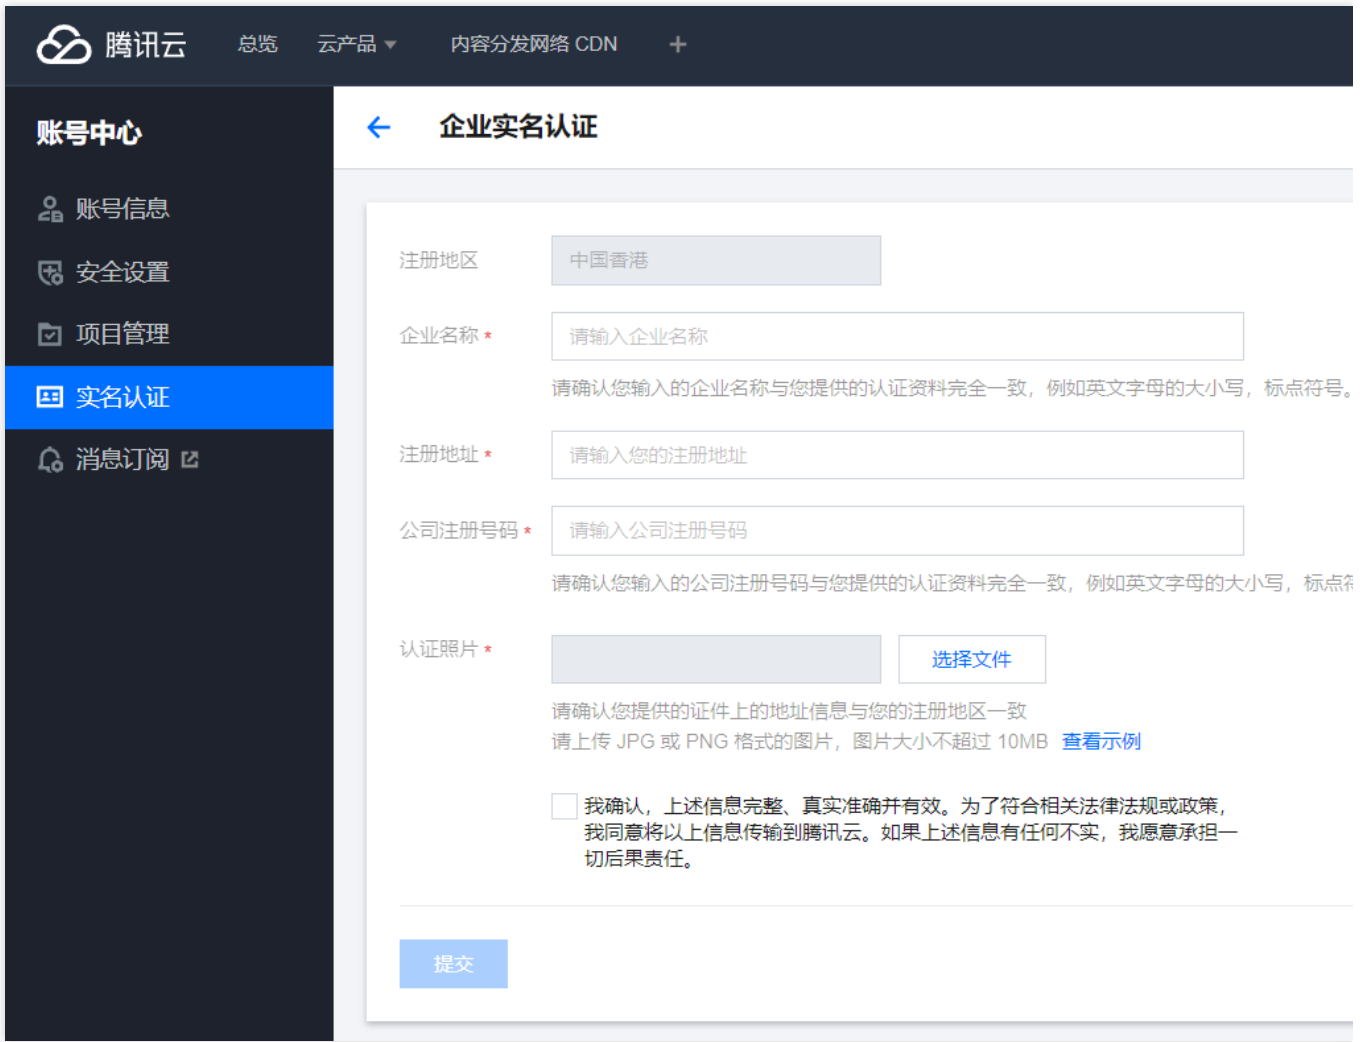 腾讯云 总览 云产品 内容分发网络 CDN +
账号中心
账号信息
安全设置
项目管理
实名认证
消息订阅
企业实名认证
注册地区 中国香港
企业名称 * 请输入企业名称
请确认您输入的企业名称与您提供的认证资料完全一致，例如英文字母的大小写，标点符号。
注册地址 * 请输入您的注册地址
公司注册号码 * 请输入公司注册号码
请确认您输入的公司注册号码与您提供的认证资料完全一致，例如英文字母的大小写，标点
认证照片 * 选择文件
请确认您提供的证件上的地址信息与您的注册地区一致
请上传 JPG 或 PNG 格式的图片，图片大小不超过 10MB 查看示例
我确认，上述信息完整、真实准确并有效。为了符合相关法律法规或政策，
我同意将以上信息传输到腾讯云。如果上述信息有任何不实，我愿意承担一
切后果责任。
提交